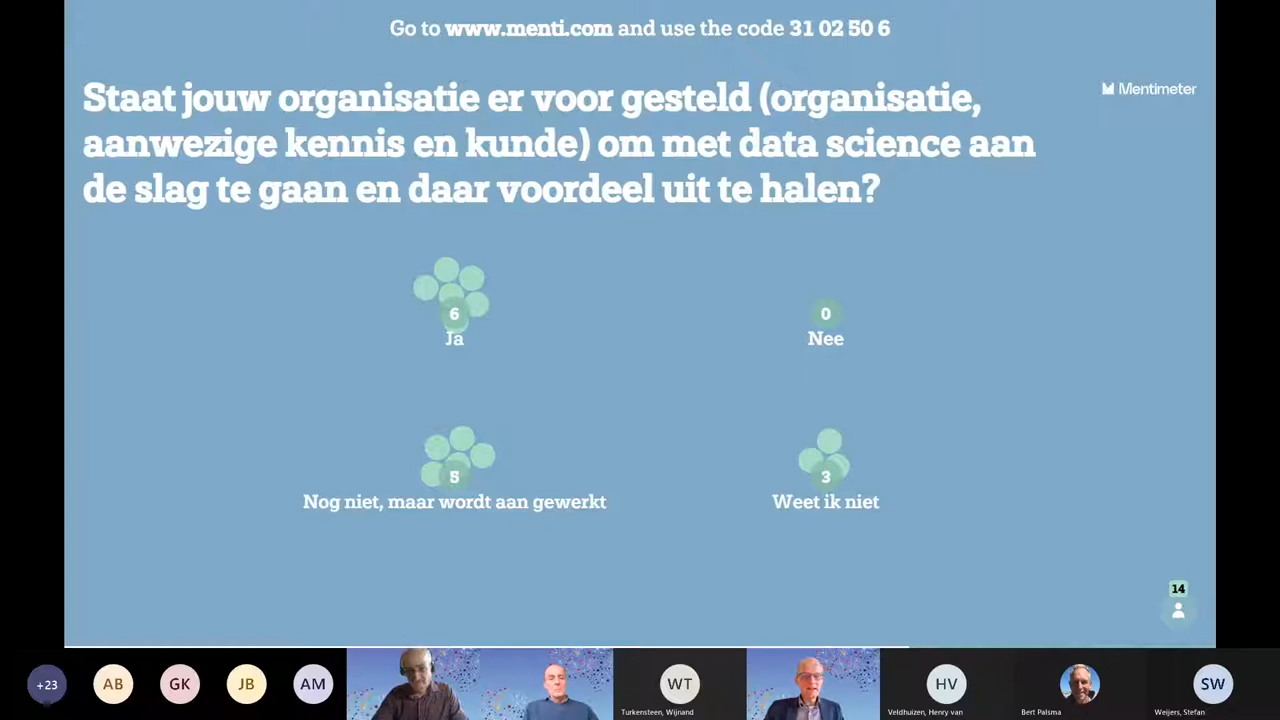 Go to www.menti.com and use the code 31 02 50 6
Mentimeter
Staat jouw organisatie er voor gesteld (organisatie,
aanwezige kennis en kunde) om met data science aan
de slag te gaan en daar voordeel uit te halen?
6
Ja
0
Nee
5
Nog niet, maar wordt aan gewerkt
3
Weet ik niet
14
+23
AB
GK
JB
AM
WT
Turkensteen, Wijnand
HV
Veldhuizen, Henry van
Bert Palsma
SW
Weijers, Stefan